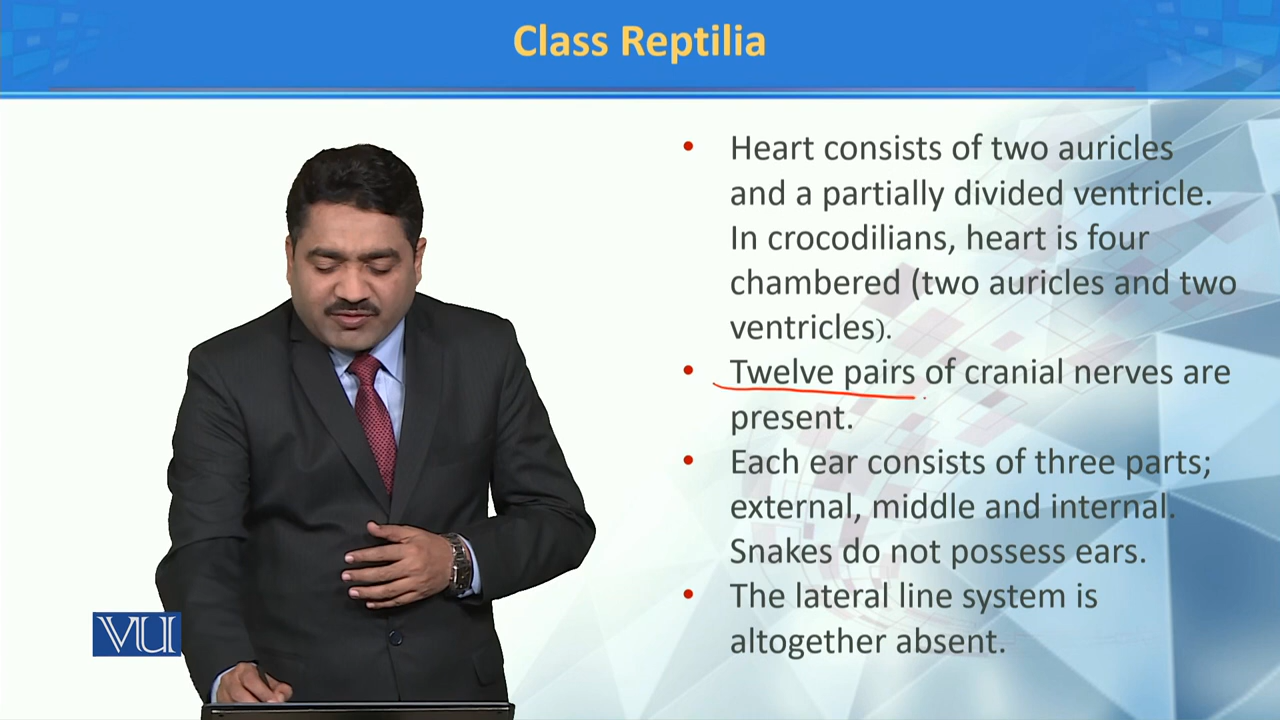 Class Reptilia
• Heart consists of two auricles
and a partially divided ventricle.
In crocodilians, heart is four
chambered (two auricles and two
ventricles).
• Twelve pairs of cranial nerves are
present.
• Each ear consists of three parts;
external, middle and internal.
Snakes do not possess ears.
• The lateral line system is
altogether absent.
VU